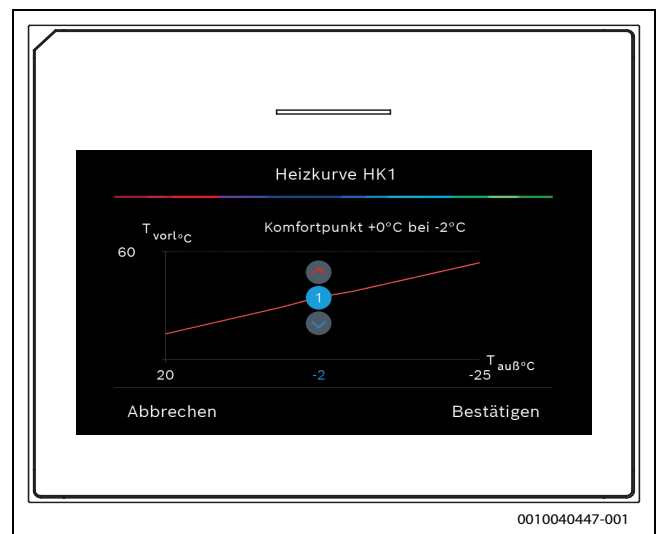 Heizkurve HK1
T vorl°C
Komfortpunkt +0°C bei -2°C
60
1
T auß°C
20
-2
-25
Abbrechen
Bestätigen
0010040447-001